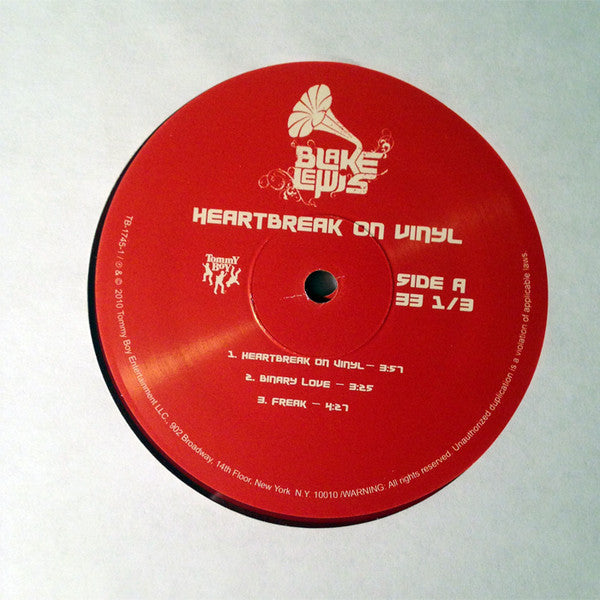 BLAKE
LEWIS
HEARTBREAK ON VINYL
Tommy
Boy
SIDE A
33 1/3
1. HEARTBREAK ON VINYL — 3:57
2. BINARY LOVE — 3:25
3. FREAK — 4:27
TB-1745-1 / ℗ & © 2010 Tommy Boy Entertainment LLC., 902 Broadway, 14th Floor, New York N.Y. 10010 /WARNING: All rights reserved. Unauthorized duplication is a violation of applicable laws